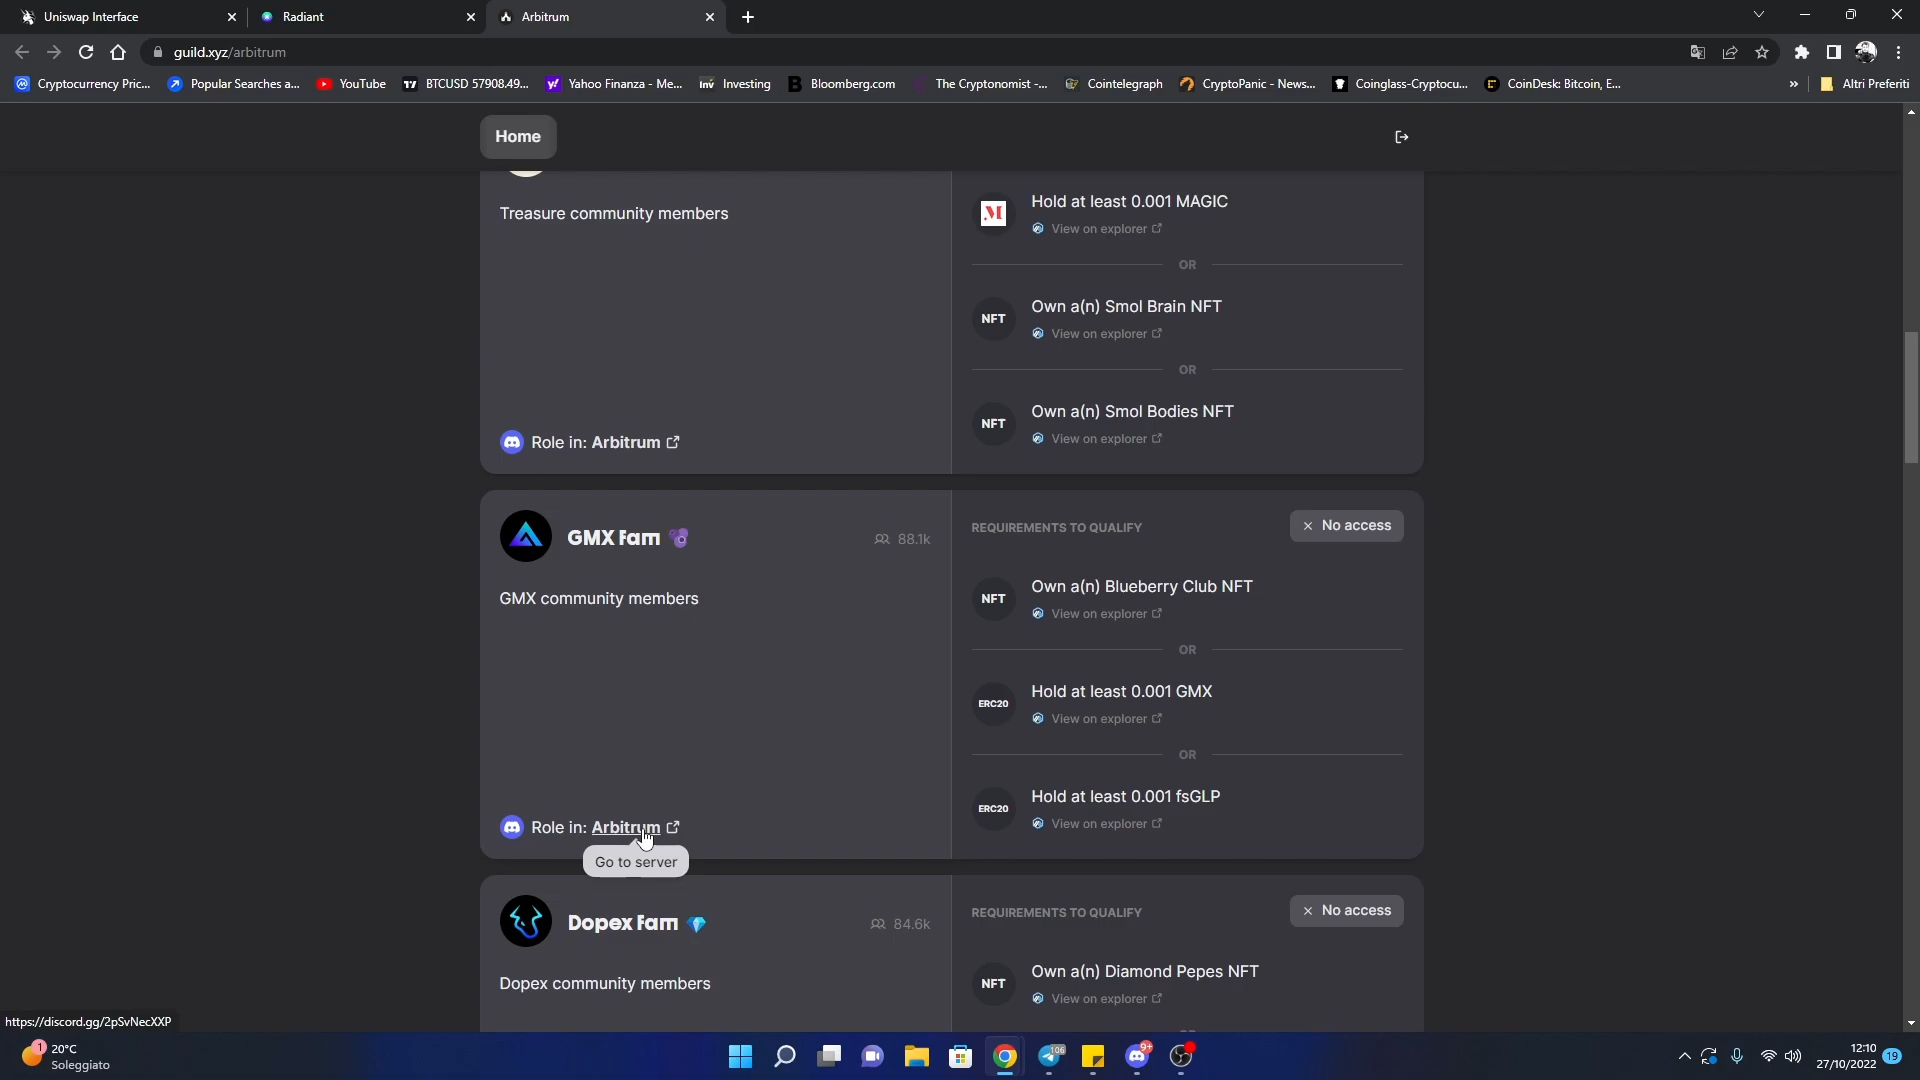 Uniswap Interface
Radiant
Arbitrum
guild.xyz/arbitrum
Cryptocurrency Pric...
Popular Searches a...
YouTube
BTCUSD 57908.49...
Yahoo Finanza - Me...
Inv Investing
Bloomberg.com
The Cryptonomist -...
Cointelegraph
CryptoPanic - News...
Coinglass-Cryptocu...
CoinDesk: Bitcoin, E...
Altri Preferiti
Home
Treasure community members
Hold at least 0.001 MAGIC
View on explorer
OR
NFT
Own a(n) Smol Brain NFT
View on explorer
OR
NFT
Own a(n) Smol Bodies NFT
View on explorer
Role in: Arbitrum
GMX Fam
88.1k
GMX community members
REQUIREMENTS TO QUALIFY
No access
NFT
Own a(n) Blueberry Club NFT
View on explorer
OR
ERC20
Hold at least 0.001 GMX
View on explorer
OR
ERC20
Hold at least 0.001 fsGLP
View on explorer
Role in: Arbitrum
Go to server
Dopex Fam
84.6k
Dopex community members
REQUIREMENTS TO QUALIFY
No access
NFT
Own a(n) Diamond Pepes NFT
View on explorer
https://discord.gg/2pSvNecXXP
1
20°C
Soleggiato
106
9+
12:10
27/10/2022
19